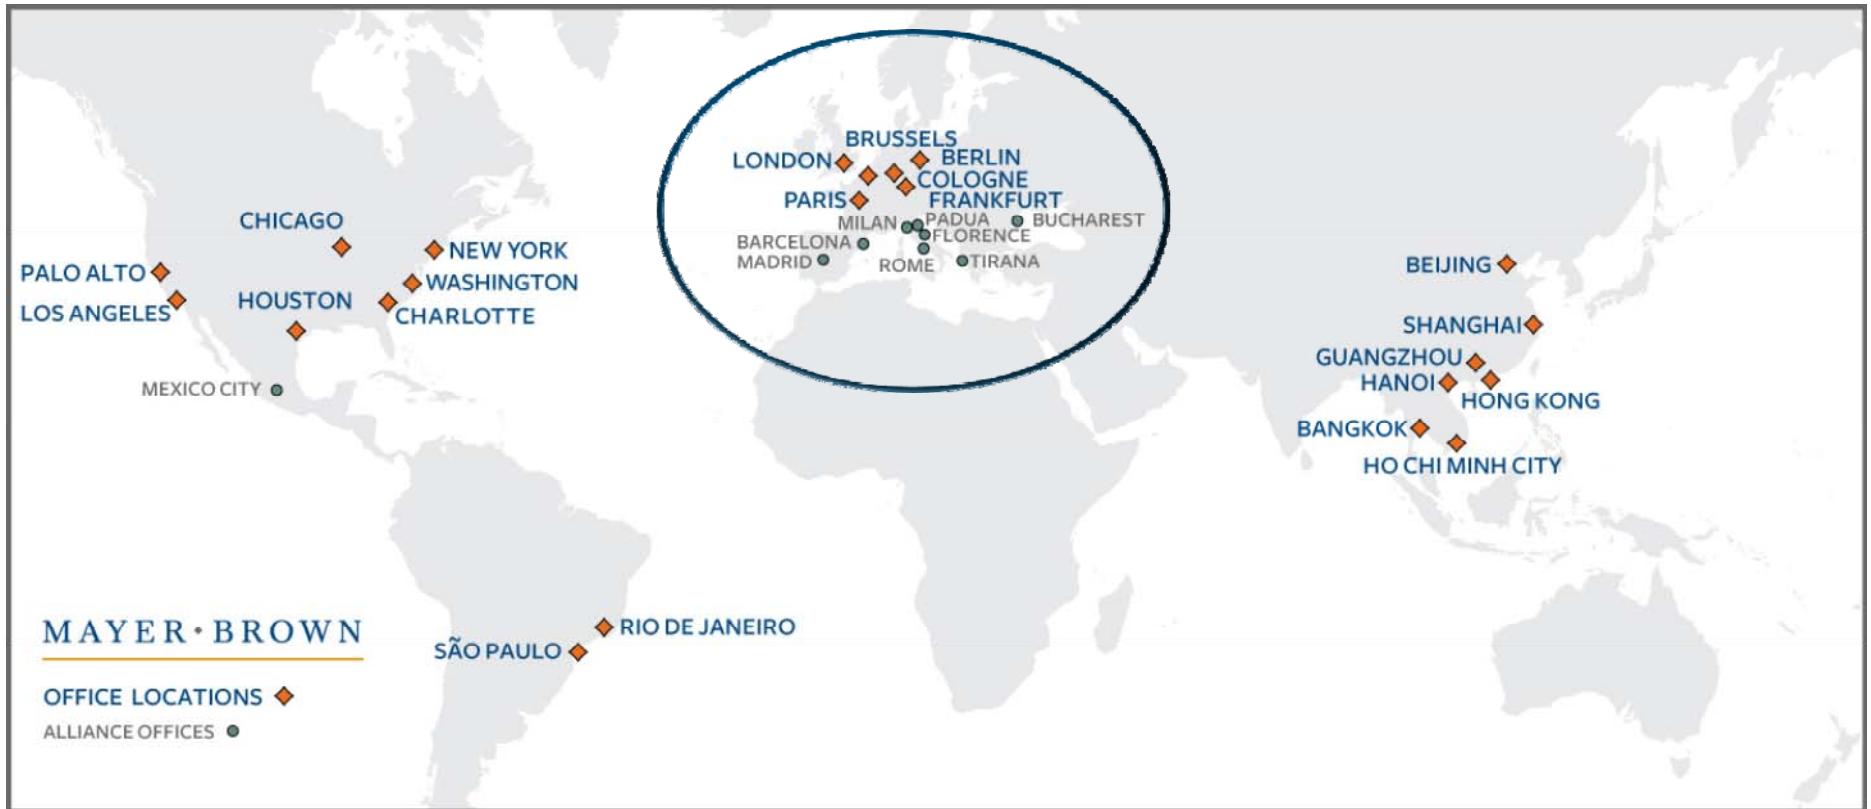 BRUSSELS
LONDON
BERLIN
COLOGNE
PARIS
FRANKFURT
MILAN
PADUA
BUCHAREST
FLORENCE
BARCELONA
MADRID
ROME
TIRANA
CHICAGO
NEW YORK
PALO ALTO
WASHINGTON
LOS ANGELES
HOUSTON
CHARLOTTE
MEXICO CITY
BEIJING
SHANGHAI
GUANGZHOU
HANOI
HONG KONG
BANGKOK
HO CHI MINH CITY
RIO DE JANEIRO
SÃO PAULO
MAYER • BROWN
OFFICE LOCATIONS
ALLIANCE OFFICES